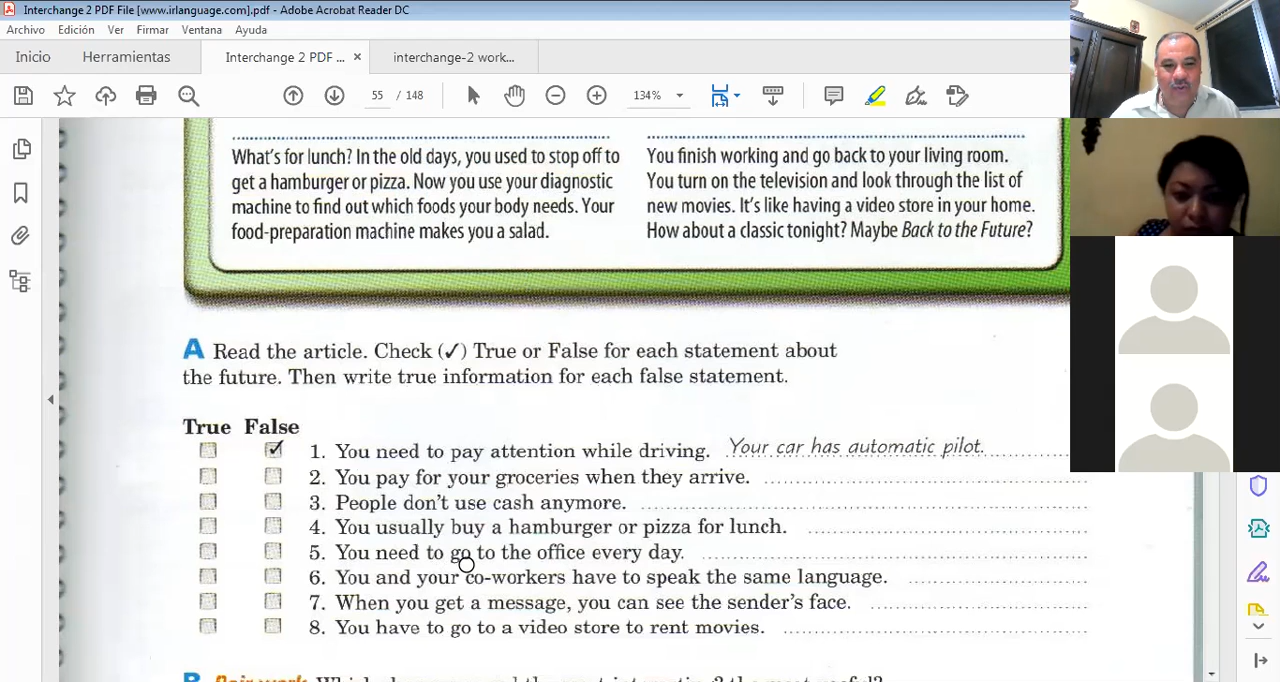 Interchange 2 PDF File [www.irlanguage.com].pdf - Adobe Acrobat Reader DC
Archivo Edición Ver Firmar Ventana Ayuda
Inicio Herramientas Interchange 2 PDF ... × interchange-2 work...
55 / 148 134%
What's for lunch? In the old days, you used to stop off to
get a hamburger or pizza. Now you use your diagnostic
machine to find out which foods your body needs. Your
food-preparation machine makes you a salad.
You finish working and go back to your living room.
You turn on the television and look through the list of
new movies. It's like having a video store in your home.
How about a classic tonight? Maybe Back to the Future?
A Read the article. Check (✓) True or False for each statement about
the future. Then write true information for each false statement.
True False
1. You need to pay attention while driving. Your car has automatic pilot.
2. You pay for your groceries when they arrive.
3. People don't use cash anymore.
4. You usually buy a hamburger or pizza for lunch.
5. You need to go to the office every day.
6. You and your co-workers have to speak the same language.
7. When you get a message, you can see the sender's face.
8. You have to go to a video store to rent movies.